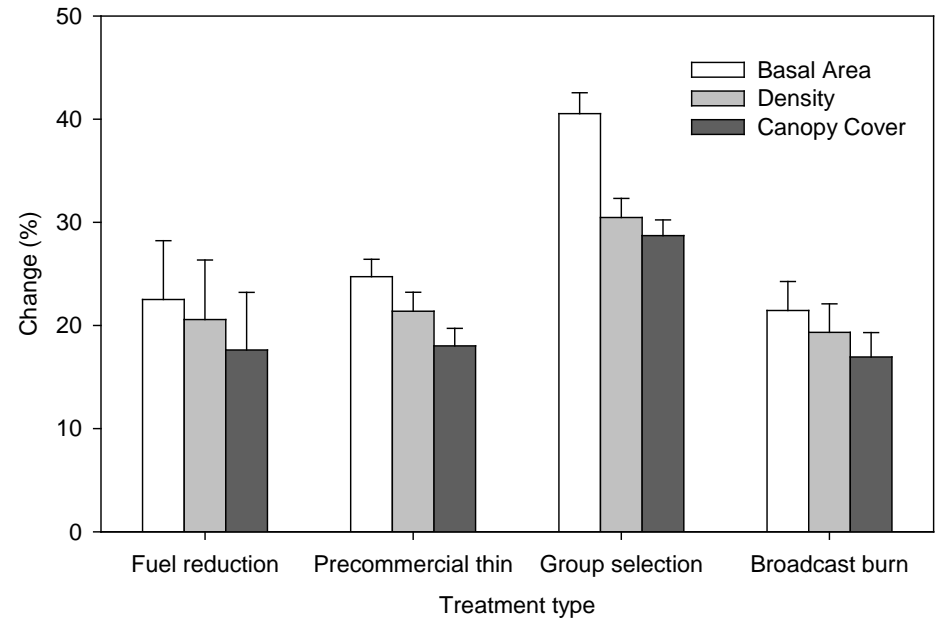 50
40
30
20
10
0
Change (%)
Basal Area
Density
Canopy Cover
Fuel reduction Precommercial thin Group selection Broadcast burn
Treatment type